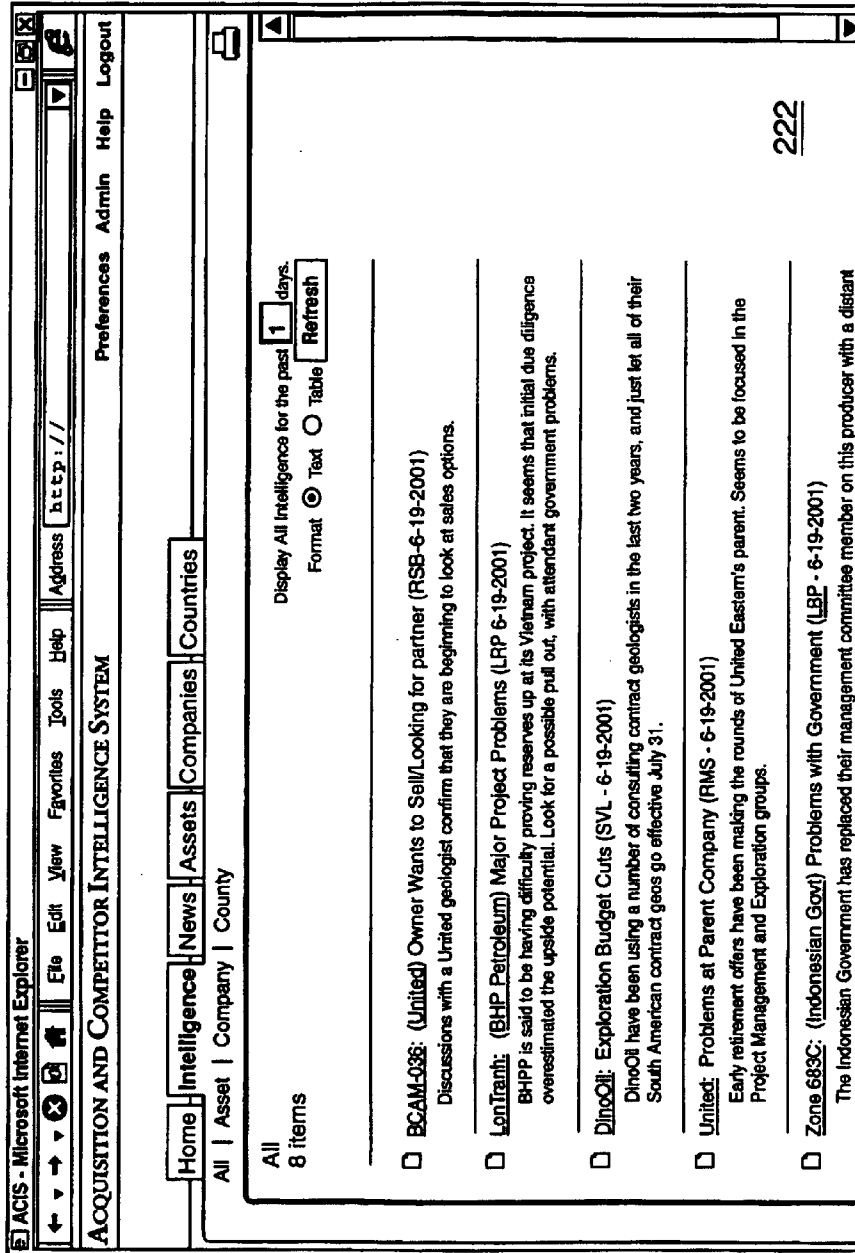 ACIS - Microsoft Internet Explorer
File Edit View Favorites Tools Help Address http://
ACQUISITION AND COMPETITOR INTELLIGENCE SYSTEM
Preferences Admin Help Logout
Home Intelligence News Assets Companies Countries
All | Asset | Company | County
All
8 items
Display All Intelligence for the past 1 days.
Format Text Table Refresh
BCAM-036: (United) Owner Wants to Sell/Looking for partner (RSB-6-19-2001)
Discussions with a United geologist confirm that they are beginning to look at sales options.
LonTranh: (BHP Petroleum) Major Project Problems (LRP 6-19-2001)
BHPP is said to be having difficulty proving reserves up at its Vietnam project. It seems that initial due diligence
overestimated the upside potential. Look for a possible pull out, with attendant government problems.
DinoOil: Exploration Budget Cuts (SVL - 6-19-2001)
DinoOil have been using a number of consulting contract geologists in the last two years, and just let all of their
South American contract geos go effective July 31.
United: Problems at Parent Company (RMS - 6-19-2001)
Early retirement offers have been making the rounds of United Eastern's parent. Seems to be focused in the
Project Management and Exploration groups.
222
Zone 683C: (Indonesian Govt) Problems with Government (LBP - 6-19-2001)
The Indonesian Government has replaced their management committee member on this producer with a distant